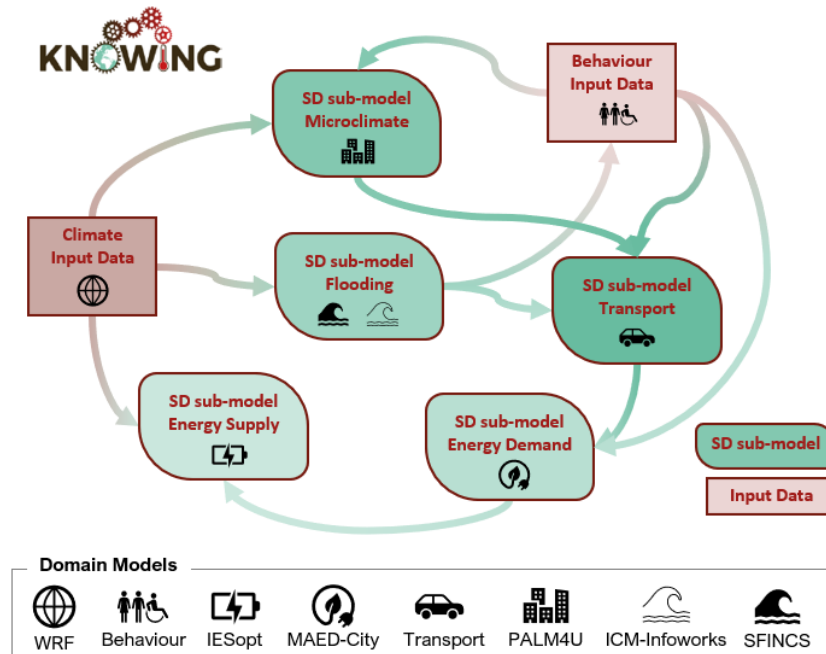 KNOWING
SD sub-model
Microclimate
Behaviour
Input Data
Climate
Input Data
SD sub-model
Flooding
SD sub-model
Transport
SD sub-model
Energy Supply
SD sub-model
Energy Demand
SD sub-model
Input Data
Domain Models
WRF Behaviour IESopt MAED-City Transport PALM4U ICM-Infoworks SFINCS